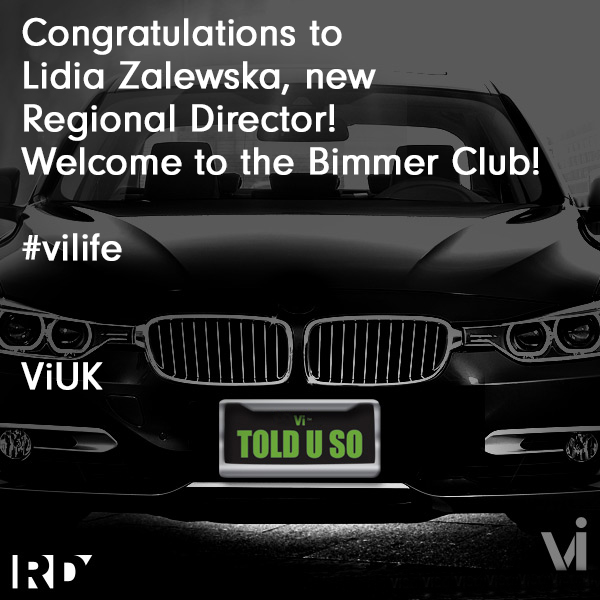 Congratulations to
Lidia Zalewska, new
Regional Director!
Welcome to the Bimmer Club!
#vilife
ViUK
Vi
TOLD U SO
RD
vi